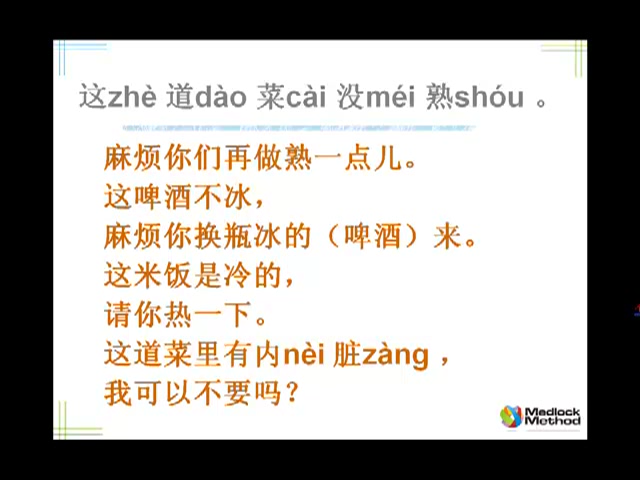 这zhè 道dào 菜cài 没méi 熟shóu 。
麻烦你们再做熟一点儿。
这啤酒不冰，
麻烦你换瓶冰的（啤酒）来。
这米饭是冷的，
请你热一下。
这道菜里有内nèi 脏zàng ，
我可以不要吗？
Medlock
Method